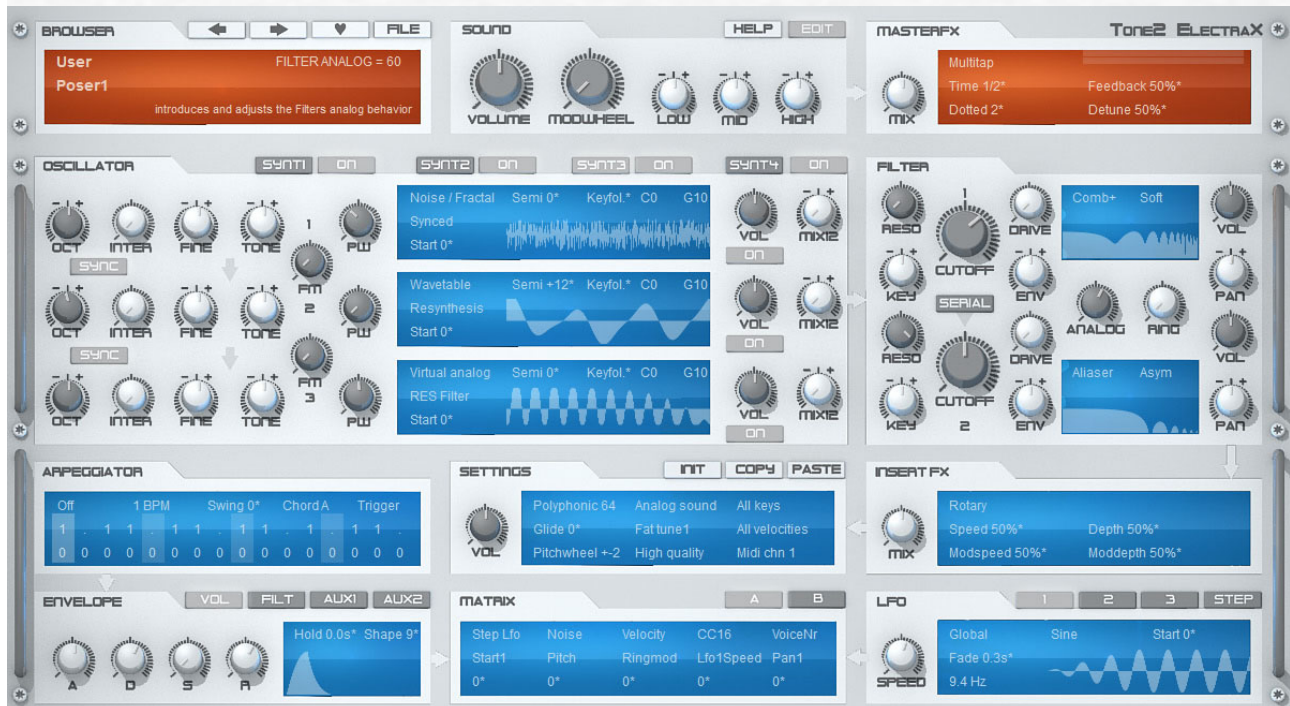 BROWSER FILE
User FILTER ANALOG = 60
Poser1
introduces and adjusts the Filters analog behavior
SOUND HELP EDIT
VOLUME MODWHEEL LOW MID HIGH
MASTERFX TONE2 ELECTRAX
MIX
Multitap
Time 1/2* Feedback 50%*
Dotted 2* Detune 50%*
OSCILLATOR SYNT1 ON SYNT2 ON SYNT3 ON SYNT4 ON
OCT INTER FINE TONE 1 PW
Noise / Fractal Semi 0* Keyfol.* C0 G10
Synced
Start 0*
VOL MIX12
SYNC FM ON
2
OCT INTER FINE TONE PW
Wavetable Semi +12* Keyfol.* C0 G10
Resynthesis
Start 0*
VOL MIX12
SYNC FM ON
3
OCT INTER FINE TONE PW
Virtual analog Semi 0* Keyfol.* C0 G10
RES Filter
Start 0*
VOL MIX12
ON
FILTER
RESO 1 DRIVE Comb+ Soft VOL
CUTOFF
KEY ENV PAN
SERIAL ANALOG RING
RESO DRIVE VOL
CUTOFF Aliaser Asym
KEY 2 ENV PAN
ARPEGGIATOR
Off 1 BPM Swing 0* Chord A Trigger
1 . 1 1 . 1 1 . 1 1 . 1 . 1 1 .
0 0 0 0 0 0 0 0 0 0 0 0 0 0 0 0
SETTINGS INIT COPY PASTE
VOL
Polyphonic 64 Analog sound All keys
Glide 0* Fat tune1 All velocities
Pitchwheel +-2 High quality Midi chn 1
INSERT FX
MIX
Rotary
Speed 50%* Depth 50%*
Modspeed 50%* Moddepth 50%*
ENVELOPE VOL FILT AUX1 AUX2
A D S R
Hold 0.0s* Shape 9*
MATRIX A B
Step Lfo Noise Velocity CC16 VoiceNr
Start1 Pitch Ringmod Lfo1Speed Pan1
0* 0* 0* 0* 0*
LFO 1 2 3 STEP
SPEED
Global Sine Start 0*
Fade 0.3s*
9.4 Hz